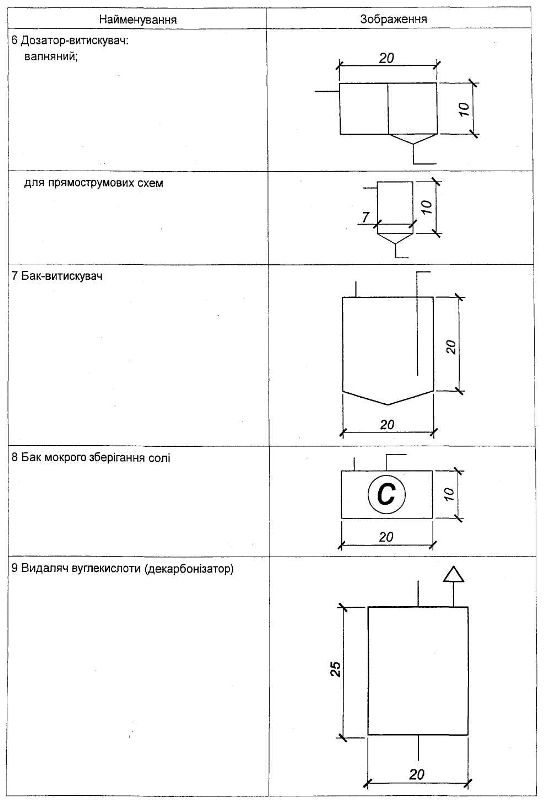 Найменування
Зображення
6 Дозатор-витискувач:
вапняний;
20
10
для прямострумових схем
7
10
7 Бак-витискувач
20
20
8 Бак мокрого зберігання солі
С
10
20
9 Видаляч вуглекислоти (декарбонізатор)
25
20